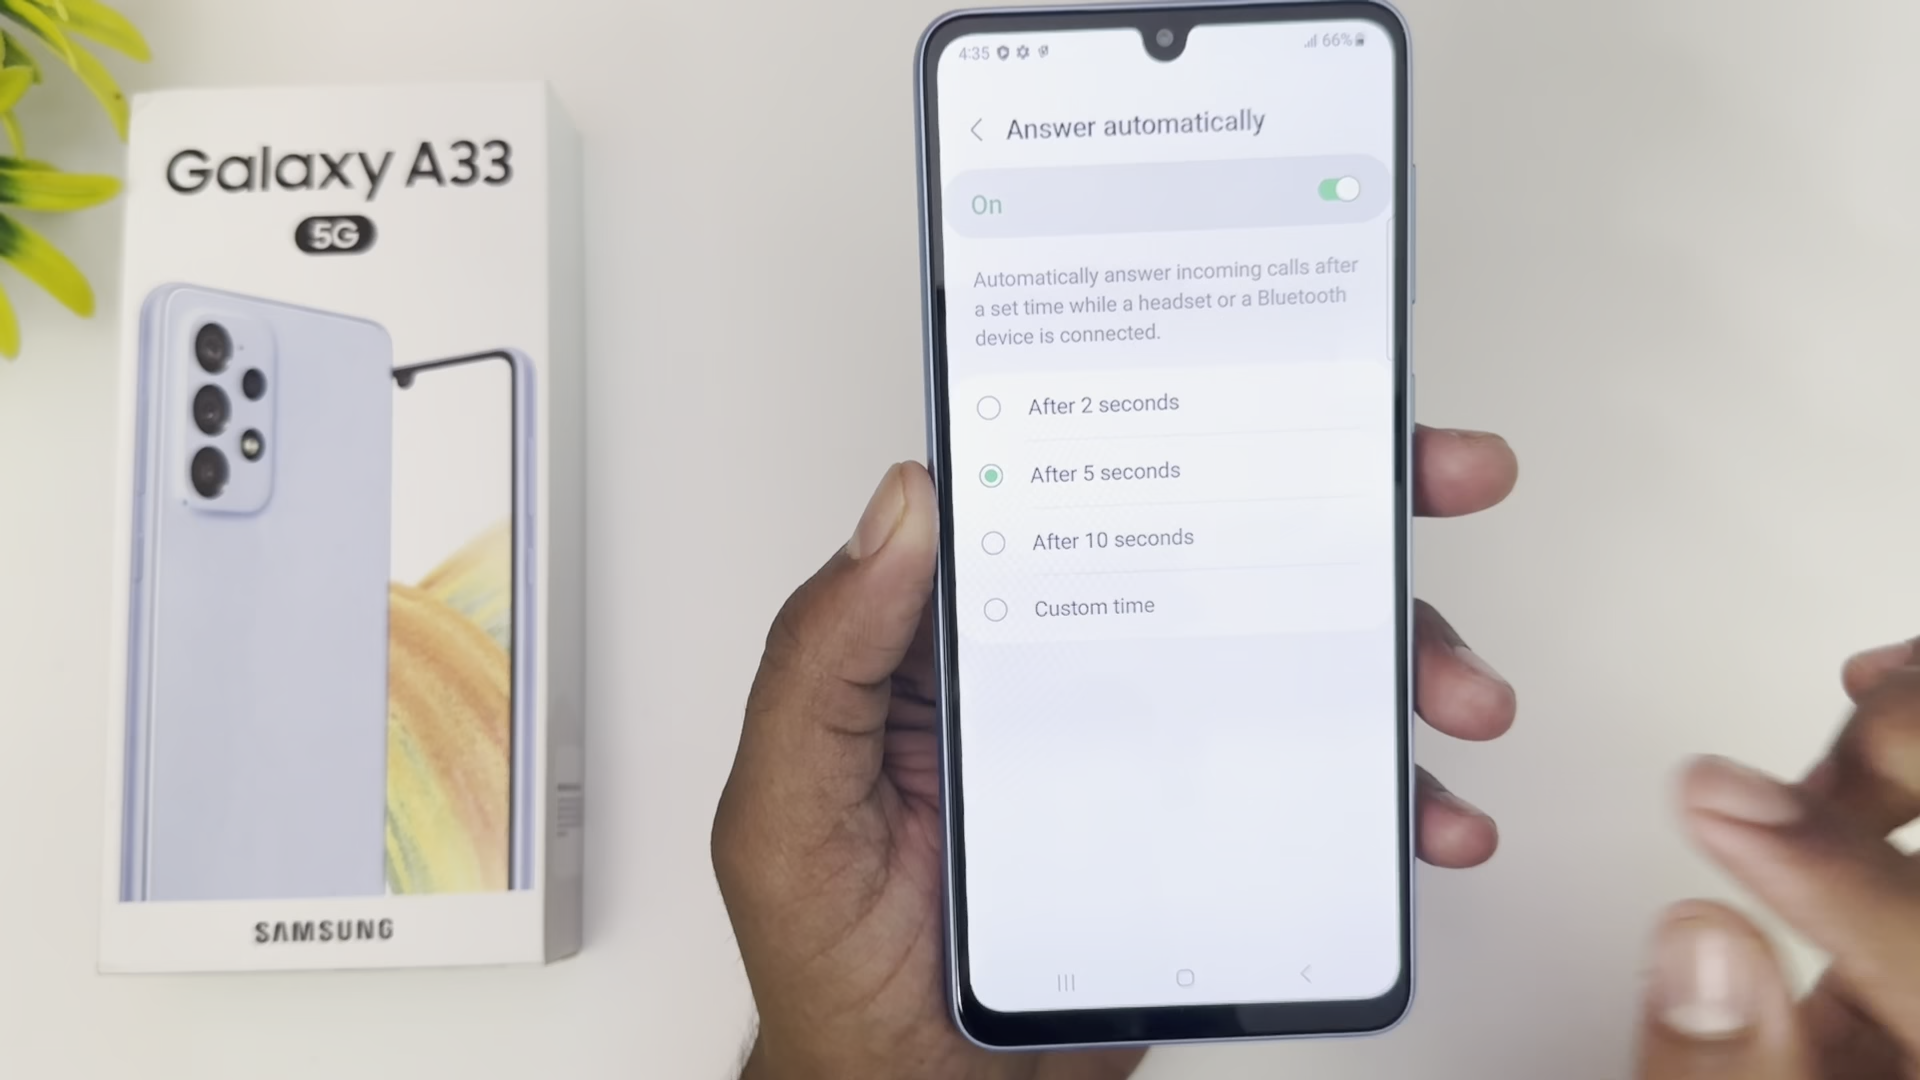 Galaxy A33
5G
SAMSUNG
4:35
66%
Answer automatically
On
Automatically answer incoming calls after
a set time while a headset or a Bluetooth
device is connected.
After 2 seconds
After 5 seconds
After 10 seconds
Custom time